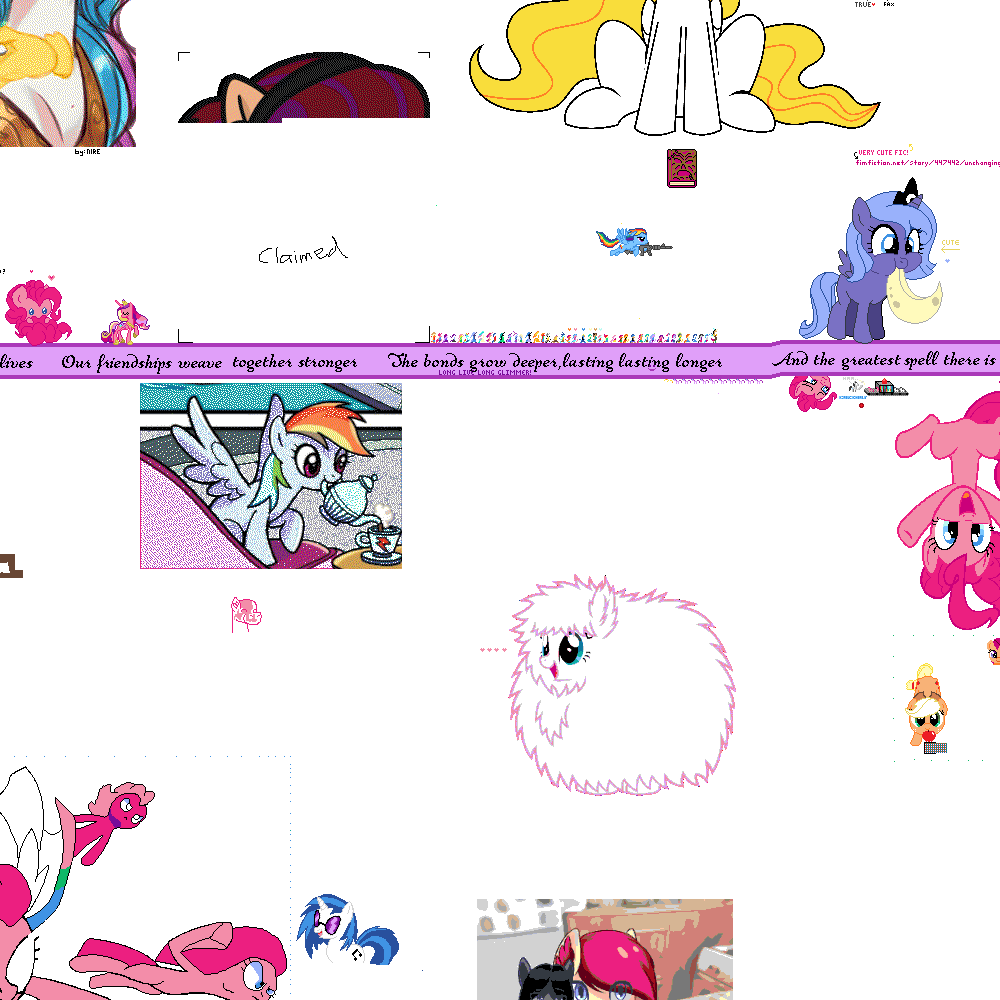 TRUE♥ FAX
by:NIRE
VERY CUTE FIC!
fimfiction.net/story/447442/unchanging
Claimed
CUTE
lives Our friendships weave together stronger The bonds grow deeper,lasting lasting longer And the greatest spell there is
LONG LIVE LONG GLIMMER!